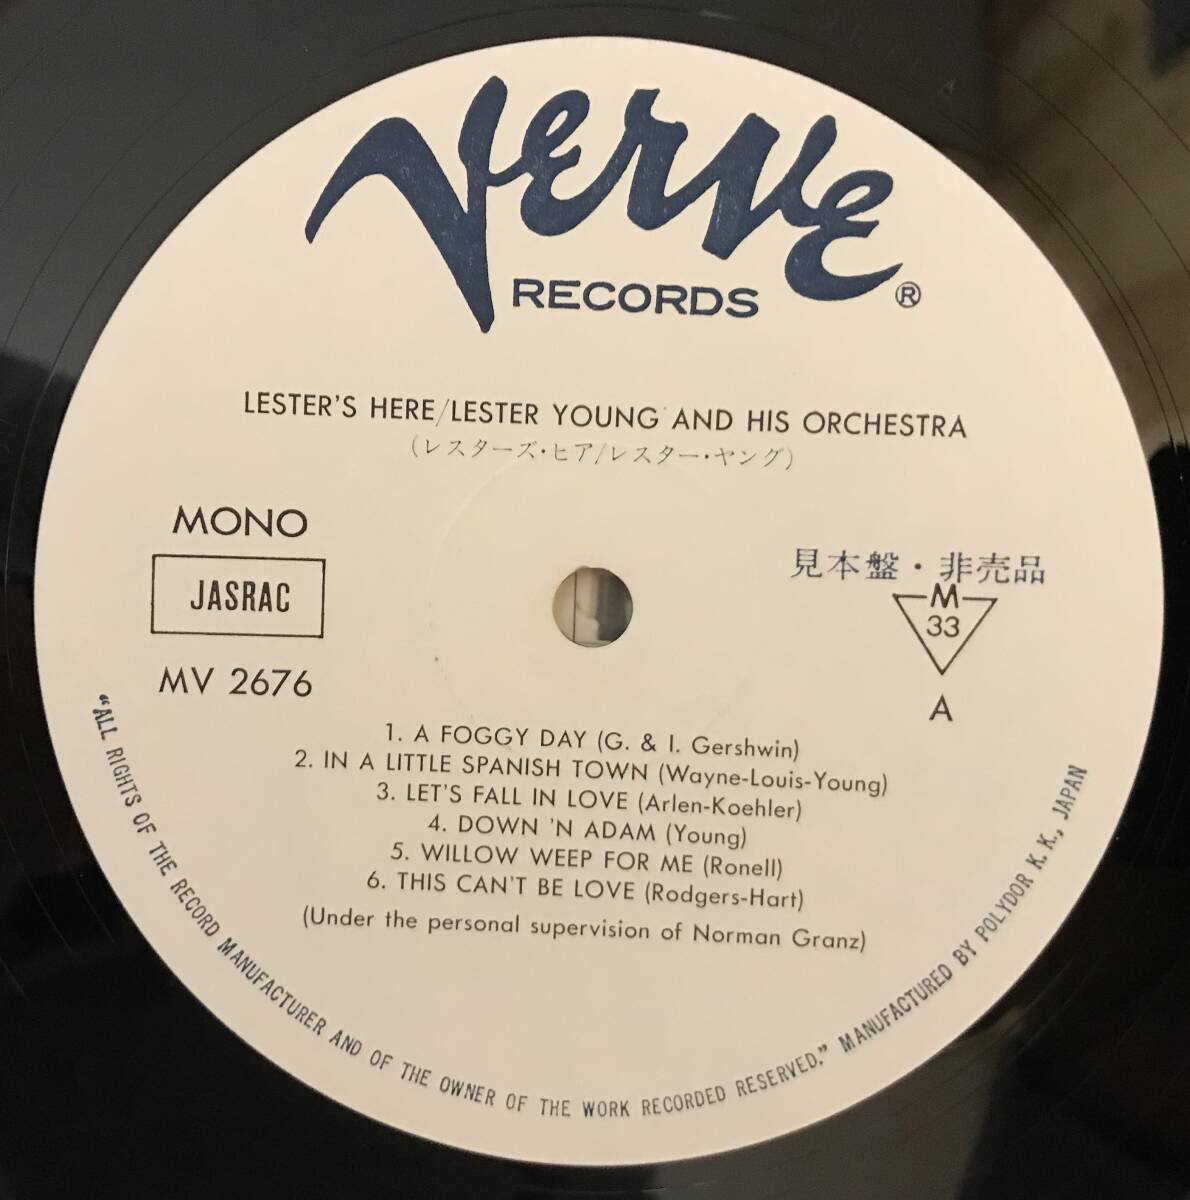 Verve
RECORDS ®
LESTER'S HERE/LESTER YOUNG AND HIS ORCHESTRA
(レスターズ・ヒア/レスター・ヤング)
MONO
JASRAC
MV 2676
見本盤・非売品
M
33
A
1. A FOGGY DAY (G. & I. Gershwin)
2. IN A LITTLE SPANISH TOWN (Wayne-Louis-Young)
3. LET'S FALL IN LOVE (Arlen-Koehler)
4. DOWN 'N ADAM (Young)
5. WILLOW WEEP FOR ME (Ronell)
6. THIS CAN'T BE LOVE (Rodgers-Hart)
(Under the personal supervision of Norman Granz)
“ALL RIGHTS OF THE RECORD MANUFACTURER AND OF THE OWNER OF THE WORK RECORDED RESERVED.” MANUFACTURED BY POLYDOR K. K., JAPAN